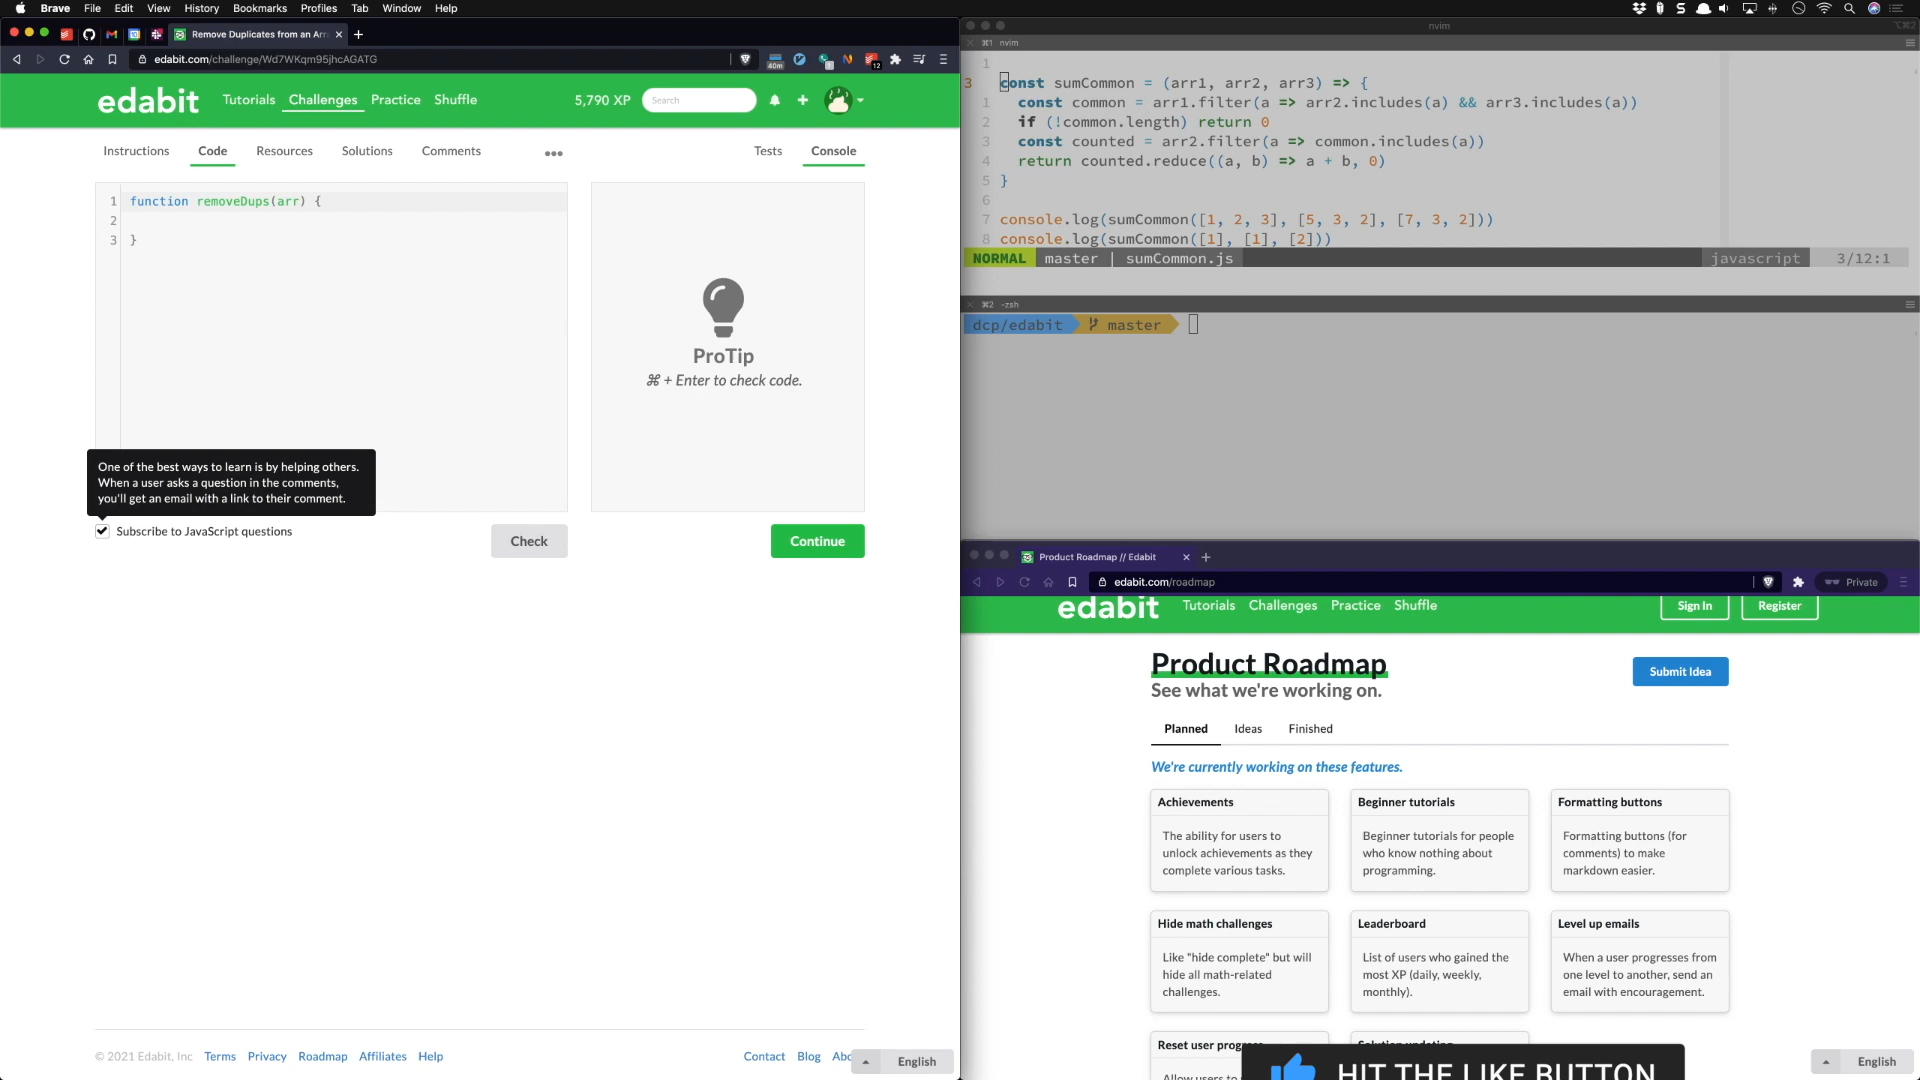 Brave File Edit View History Bookmarks Profiles Tab Window Help
Remove Duplicates from an Arr
edabit.com/challenge/Wd7WKqm95jhcAGATG
40m
12
edabit Tutorials Challenges Practice Shuffle 5,790 XP Search
Instructions Code Resources Solutions Comments Tests Console
1 function removeDups(arr) {
2
3 }
ProTip
⌘ + Enter to check code.
One of the best ways to learn is by helping others.
When a user asks a question in the comments,
you'll get an email with a link to their comment.
Subscribe to JavaScript questions
Check
Continue
© 2021 Edabit, Inc Terms Privacy Roadmap Affiliates Help Contact Blog Abo
English
nvim
⌥⌘2
⌘1 nvim
1
3 const sumCommon = (arr1, arr2, arr3) => {
1 const common = arr1.filter(a => arr2.includes(a) && arr3.includes(a))
2 if (!common.length) return 0
3 const counted = arr2.filter(a => common.includes(a))
4 return counted.reduce((a, b) => a + b, 0)
5 }
6
7 console.log(sumCommon([1, 2, 3], [5, 3, 2], [7, 3, 2]))
8 console.log(sumCommon([1], [1], [2]))
NORMAL master | sumCommon.js javascript 3/12:1
⌘2 -zsh
dcp/edabit master
Product Roadmap // Edabit
edabit.com/roadmap
Private
edabit Tutorials Challenges Practice Shuffle Sign In Register
Product Roadmap
See what we're working on.
Submit Idea
Planned Ideas Finished
We're currently working on these features.
Achievements
The ability for users to
unlock achievements as they
complete various tasks.
Beginner tutorials
Beginner tutorials for people
who know nothing about
programming.
Formatting buttons
Formatting buttons (for
comments) to make
markdown easier.
Hide math challenges
Like "hide complete" but will
hide all math-related
challenges.
Leaderboard
List of users who gained the
most XP (daily, weekly,
monthly).
Level up emails
When a user progresses from
one level to another, send an
email with encouragement.
Reset user progress
Allow users to
HIT THE LIKE BUTTON
English